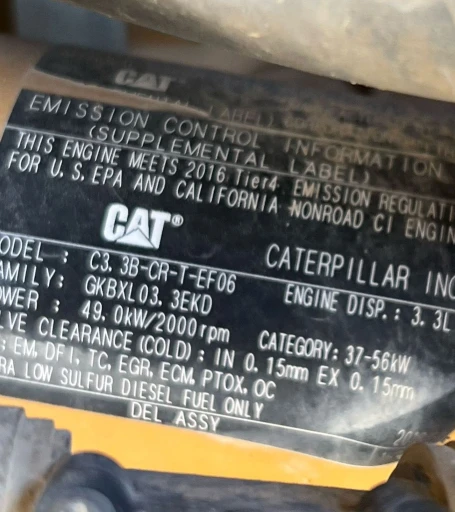 CAT
EMISSION CONTROL INFORMATION
(SUPPLEMENTAL LABEL)
THIS ENGINE MEETS 2016 Tier4 EMISSION REGULATI
FOR U.S.EPA AND CALIFORNIA NONROAD CI ENGIN
CAT®
CATERPILLAR INC
ODEL : C3.3B-CR-T-EF06
ENGINE DISP.: 3.3L
AMILY: GKBXL03.3EKD
OWER : 49.0kW/2000rpm CATEGORY: 37-56kW
LVE CLEARANCE(COLD): IN 0.15mm EX 0.15mm
: EM, DFI, TC, EGR, ECM, PTOX, OC
RA LOW SULFUR DIESEL FUEL ONLY
DEL ASSY